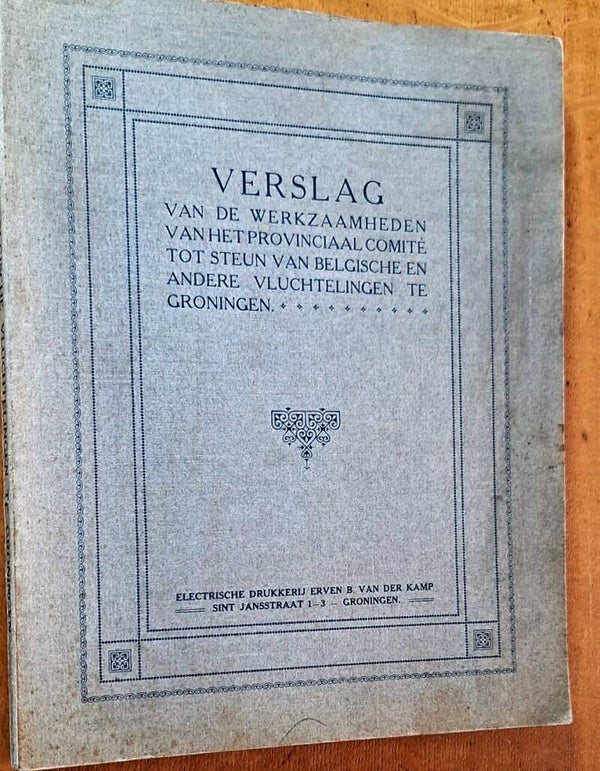 VERSLAG
VAN DE WERKZAAMHEDEN
VAN HET PROVINCIAAL COMITÉ
TOT STEUN VAN BELGISCHE EN
ANDERE VLUCHTELINGEN TE
GRONINGEN.
ELECTRISCHE DRUKKERIJ ERVEN B. VAN DER KAMP
SINT JANSSTRAAT 1-3 — GRONINGEN.